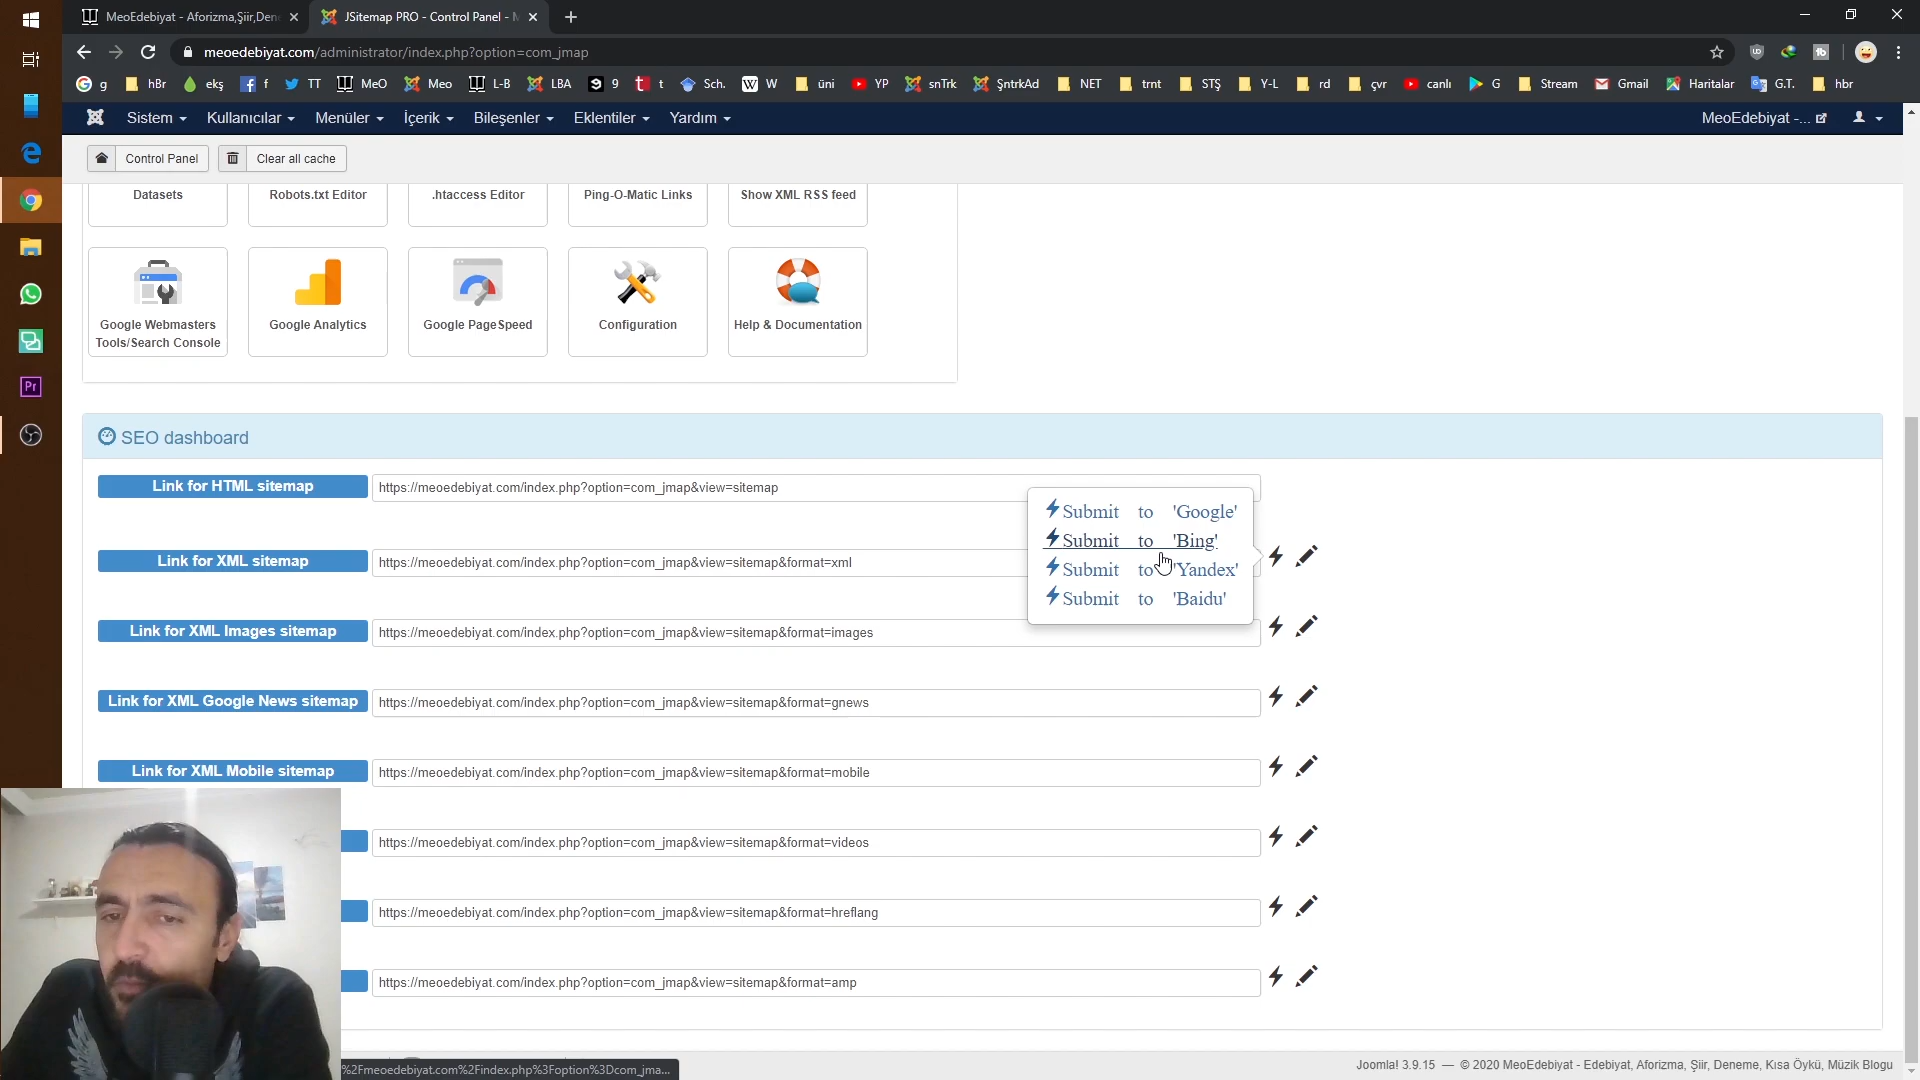 MeoEdebiyat - Aforizma,Şiir,Den
JSitemap PRO - Control Panel -
meoedebiyat.com/administrator/index.php?option=com_jmap
g hBr ekş f TT MeO Meo L-B LBA 9 t Sch. W üni YP snTrk ŞntrkAd NET trnt STŞ Y-L rd çvr canlı G Stream Gmail Haritalar G.T. hbr
Sistem Kullanıcılar Menüler İçerik Bileşenler Eklentiler Yardım MeoEdebiyat -...
Control Panel Clear all cache
Datasets Robots.txt Editor .htaccess Editor Ping-O-Matic Links Show XML RSS feed
Google Webmasters Tools/Search Console
Google Analytics
Google PageSpeed
Configuration
Help & Documentation
SEO dashboard
Link for HTML sitemap https://meoedebiyat.com/index.php?option=com_jmap&view=sitemap
Submit to 'Google'
Submit to 'Bing'
Submit to 'Yandex'
Submit to 'Baidu'
Link for XML sitemap https://meoedebiyat.com/index.php?option=com_jmap&view=sitemap&format=xml
Link for XML Images sitemap https://meoedebiyat.com/index.php?option=com_jmap&view=sitemap&format=images
Link for XML Google News sitemap https://meoedebiyat.com/index.php?option=com_jmap&view=sitemap&format=gnews
Link for XML Mobile sitemap https://meoedebiyat.com/index.php?option=com_jmap&view=sitemap&format=mobile
https://meoedebiyat.com/index.php?option=com_jmap&view=sitemap&format=videos
https://meoedebiyat.com/index.php?option=com_jmap&view=sitemap&format=hreflang
https://meoedebiyat.com/index.php?option=com_jmap&view=sitemap&format=amp
%2Fmeoedebiyat.com%2Findex.php%3Foption%3Dcom_jma...
Joomla! 3.9.15 — © 2020 MeoEdebiyat - Edebiyat, Aforizma, Şiir, Deneme, Kısa Öykü, Müzik Blogu
Pr